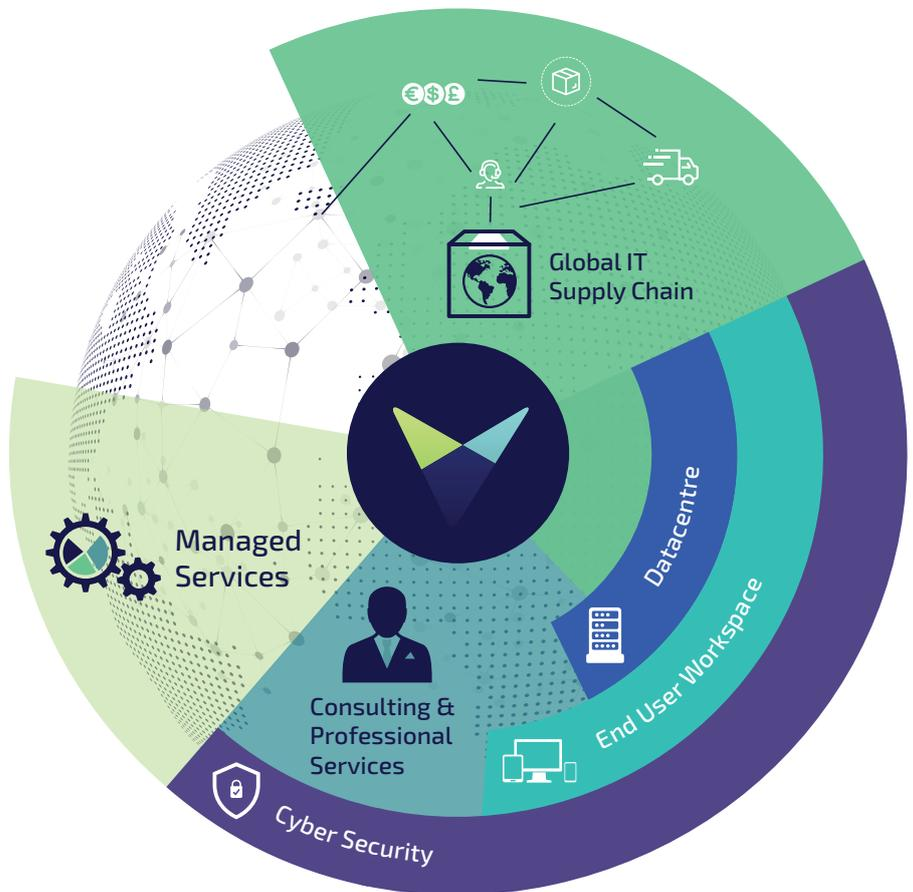 € $ £
Global IT
Supply Chain
Datacentre
End User Workspace
Managed
Services
Consulting &
Professional
Services
Cyber Security